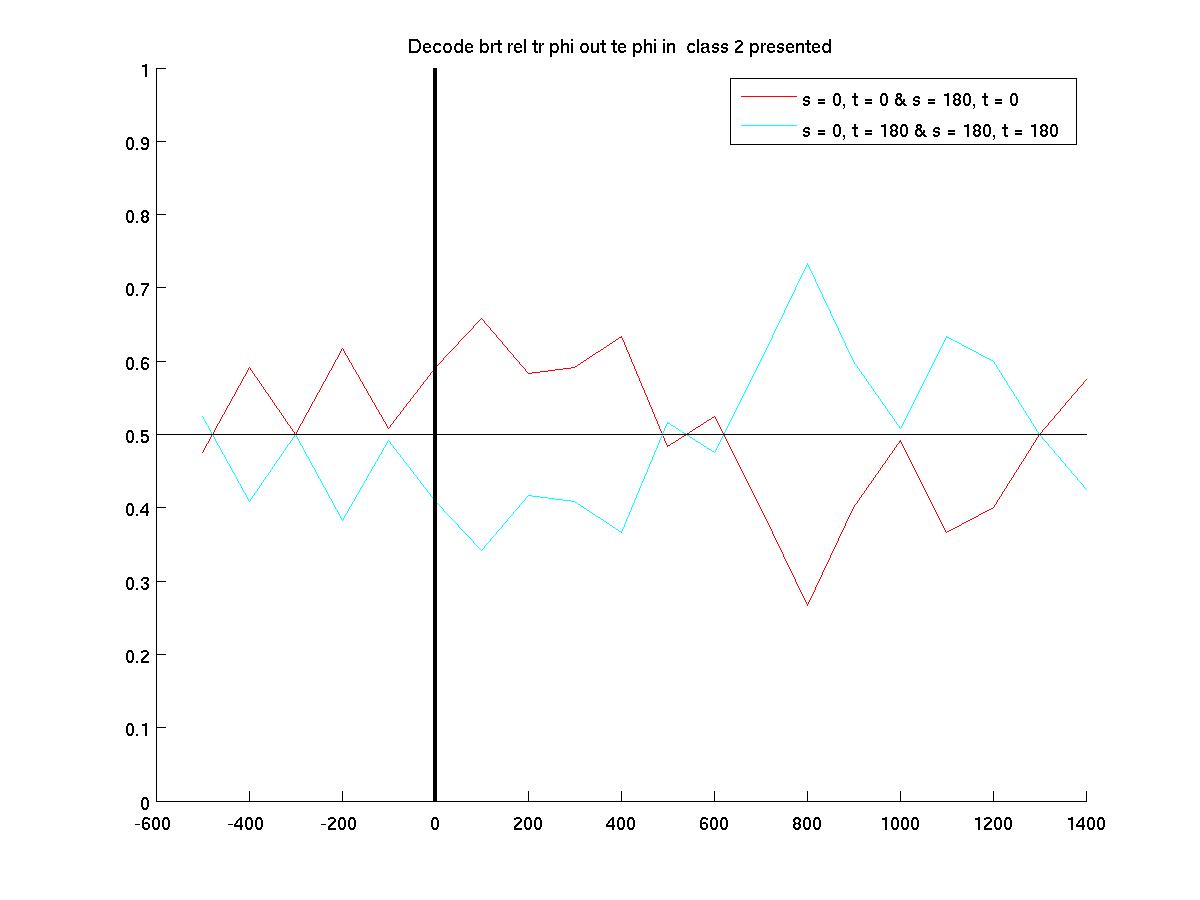 Decode brt rel tr phi out te phi in  class 2 presented
s = 0, t = 0 & s = 180, t = 0
s = 0, t = 180 & s = 180, t = 180
1
0.9
0.8
0.7
0.6
0.5
0.4
0.3
0.2
0.1
0
-600 -400 -200 0 200 400 600 800 1000 1200 1400